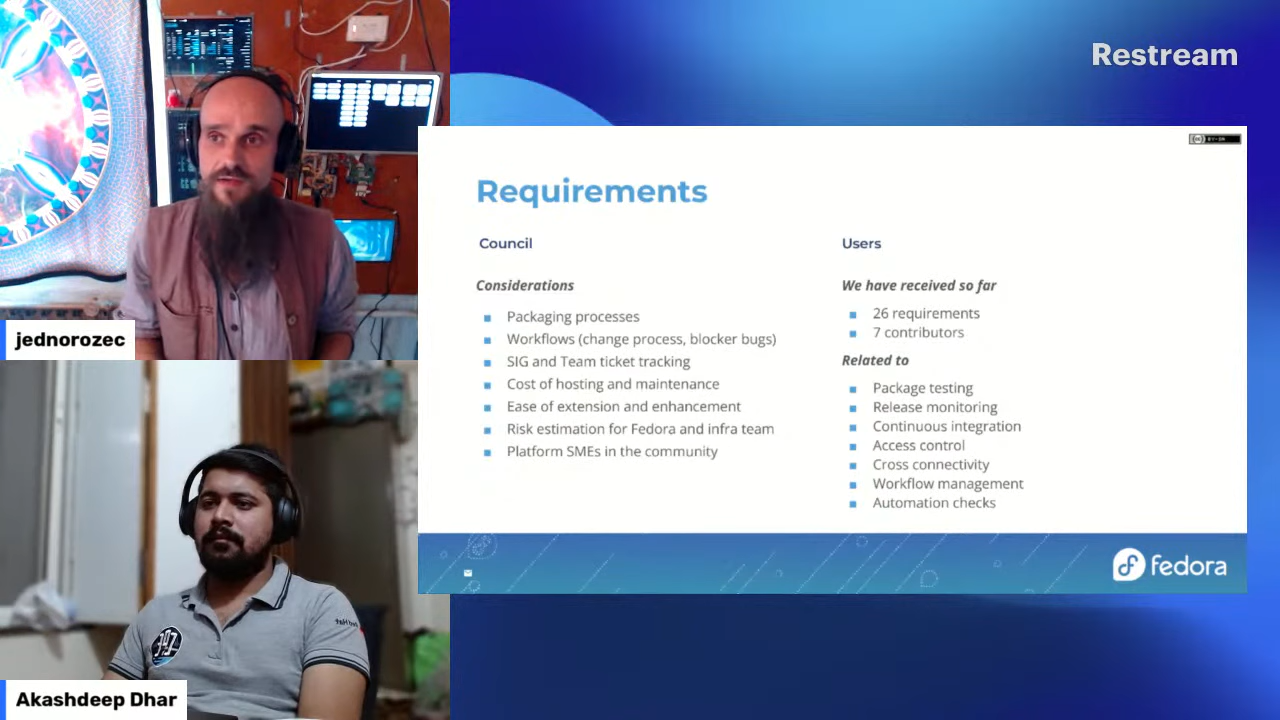 Restream
Requirements
Council
Considerations
Packaging processes
Workflows (change process, blocker bugs)
SIG and Team ticket tracking
Cost of hosting and maintenance
Ease of extension and enhancement
Risk estimation for Fedora and infra team
Platform SMEs in the community
Users
We have received so far
26 requirements
7 contributors
Related to
Package testing
Release monitoring
Continuous integration
Access control
Cross connectivity
Workflow management
Automation checks
fedora
jednorozec
Akashdeep Dhar